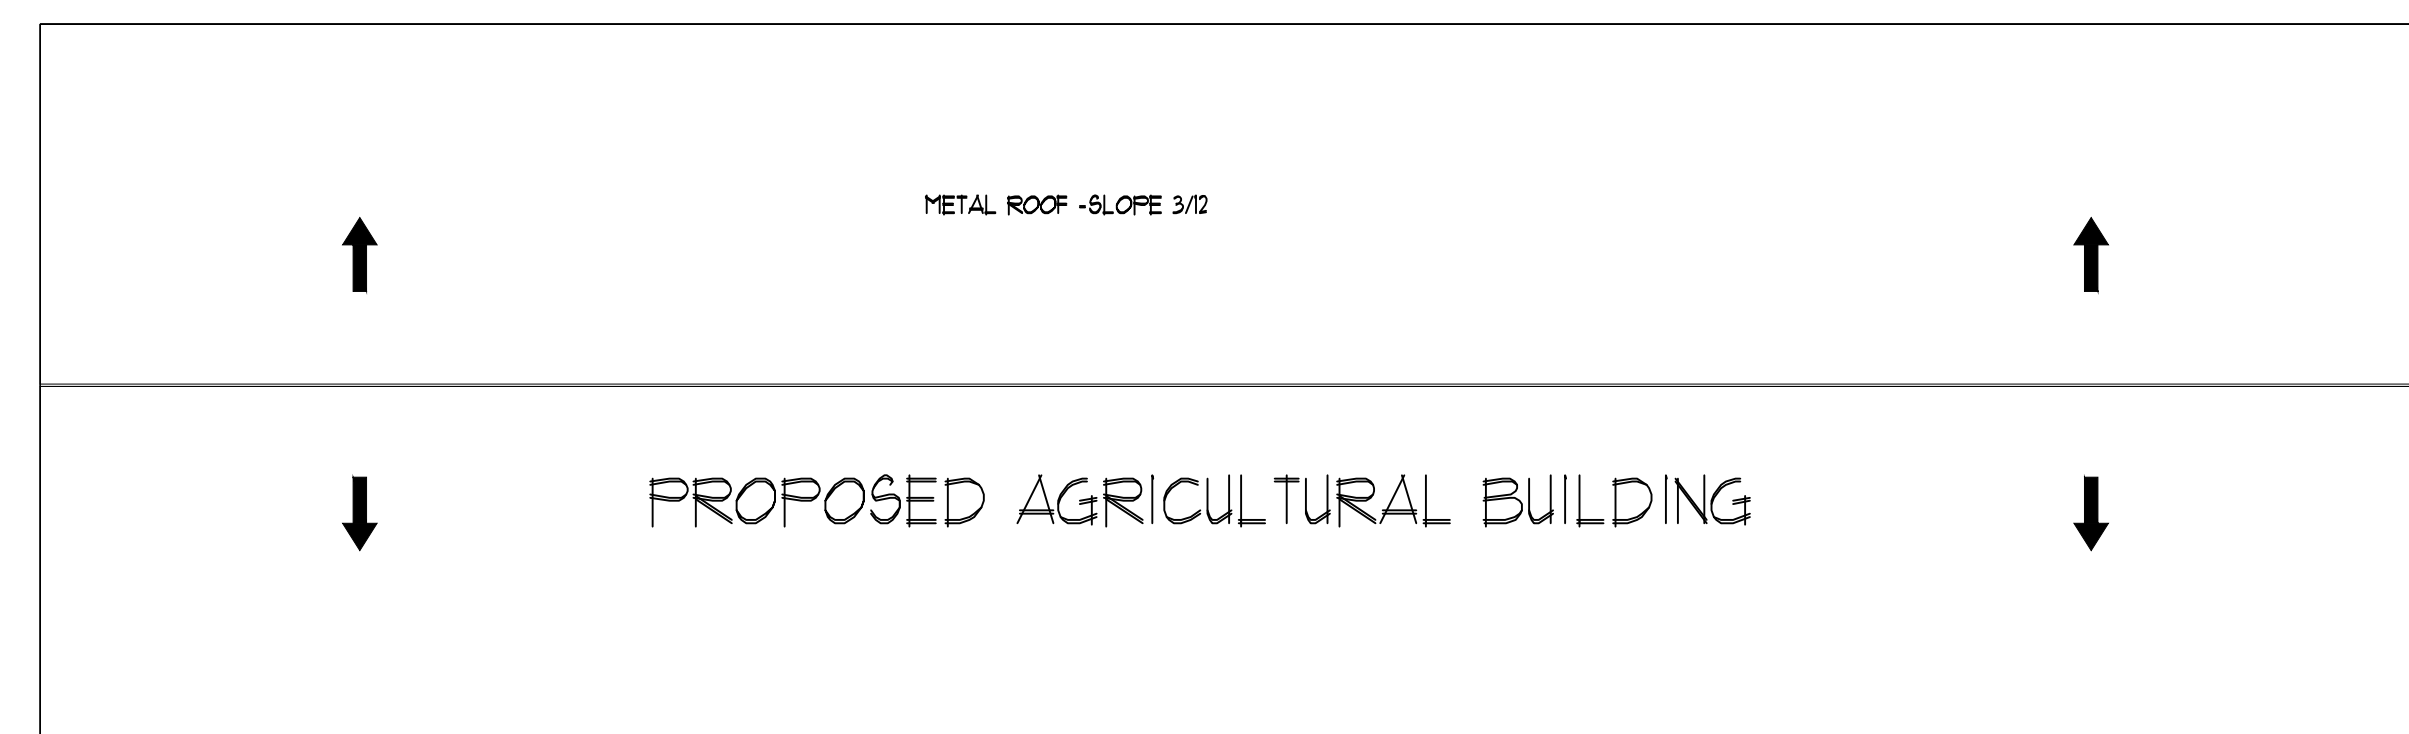 METAL ROOF -SLOPE 3/12
PROPOSED AGRICULTURAL BUILDING